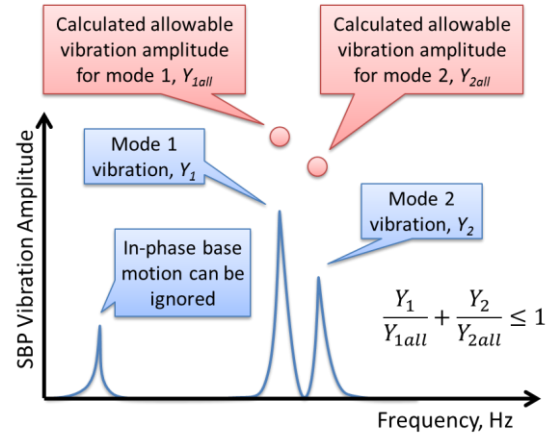 Calculated allowable
vibration amplitude
for mode 1, Y1all
Calculated allowable
vibration amplitude
for mode 2, Y2all
Mode 1
vibration, Y1
Mode 2
vibration, Y2
In-phase base
motion can be
ignored
Y1/Y1all + Y2/Y2all ≤ 1
SBP Vibration Amplitude
Frequency, Hz